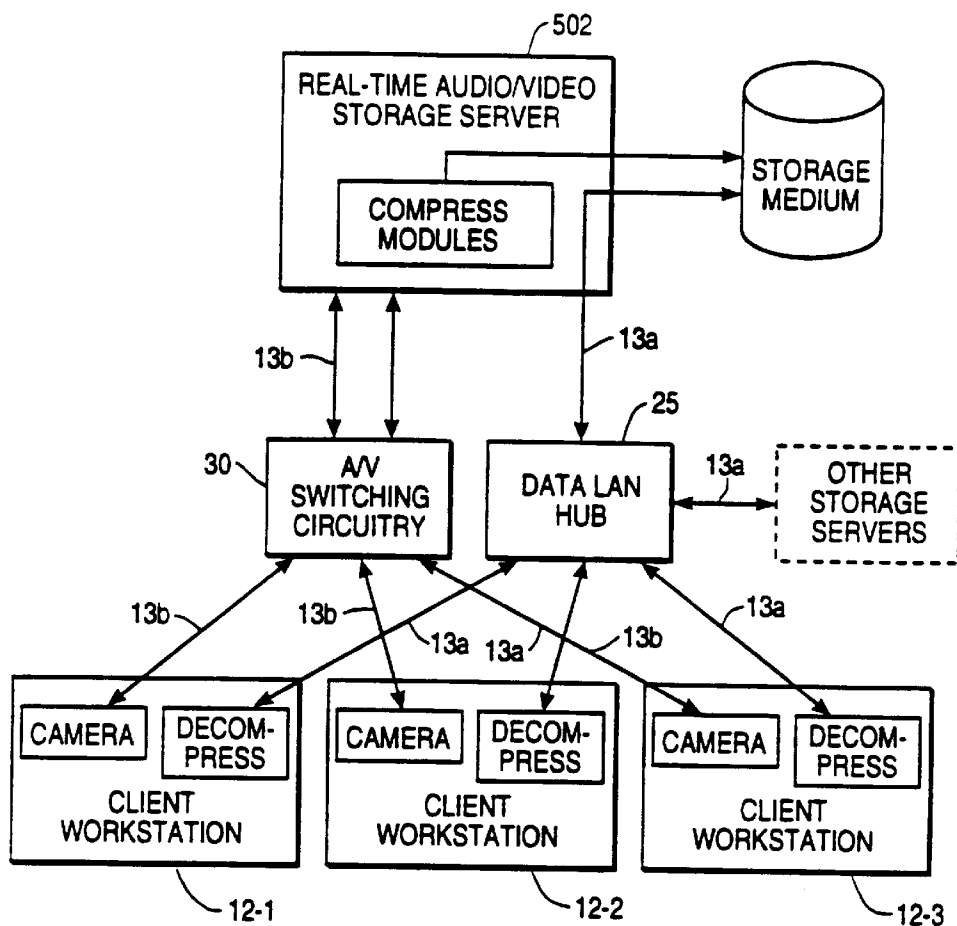 502
REAL-TIME AUDIO/VIDEO
STORAGE SERVER
COMPRESS
MODULES
STORAGE
MEDIUM
13b
13a
25
30
A/V
SWITCHING
CIRCUITRY
DATA LAN
HUB
13a
OTHER
STORAGE
SERVERS
13b
13b
13a
13a
13b
13a
CAMERA
DECOM-
PRESS
CLIENT
WORKSTATION
CAMERA
DECOM-
PRESS
CLIENT
WORKSTATION
CAMERA
DECOM-
PRESS
CLIENT
WORKSTATION
12-1
12-2
12-3